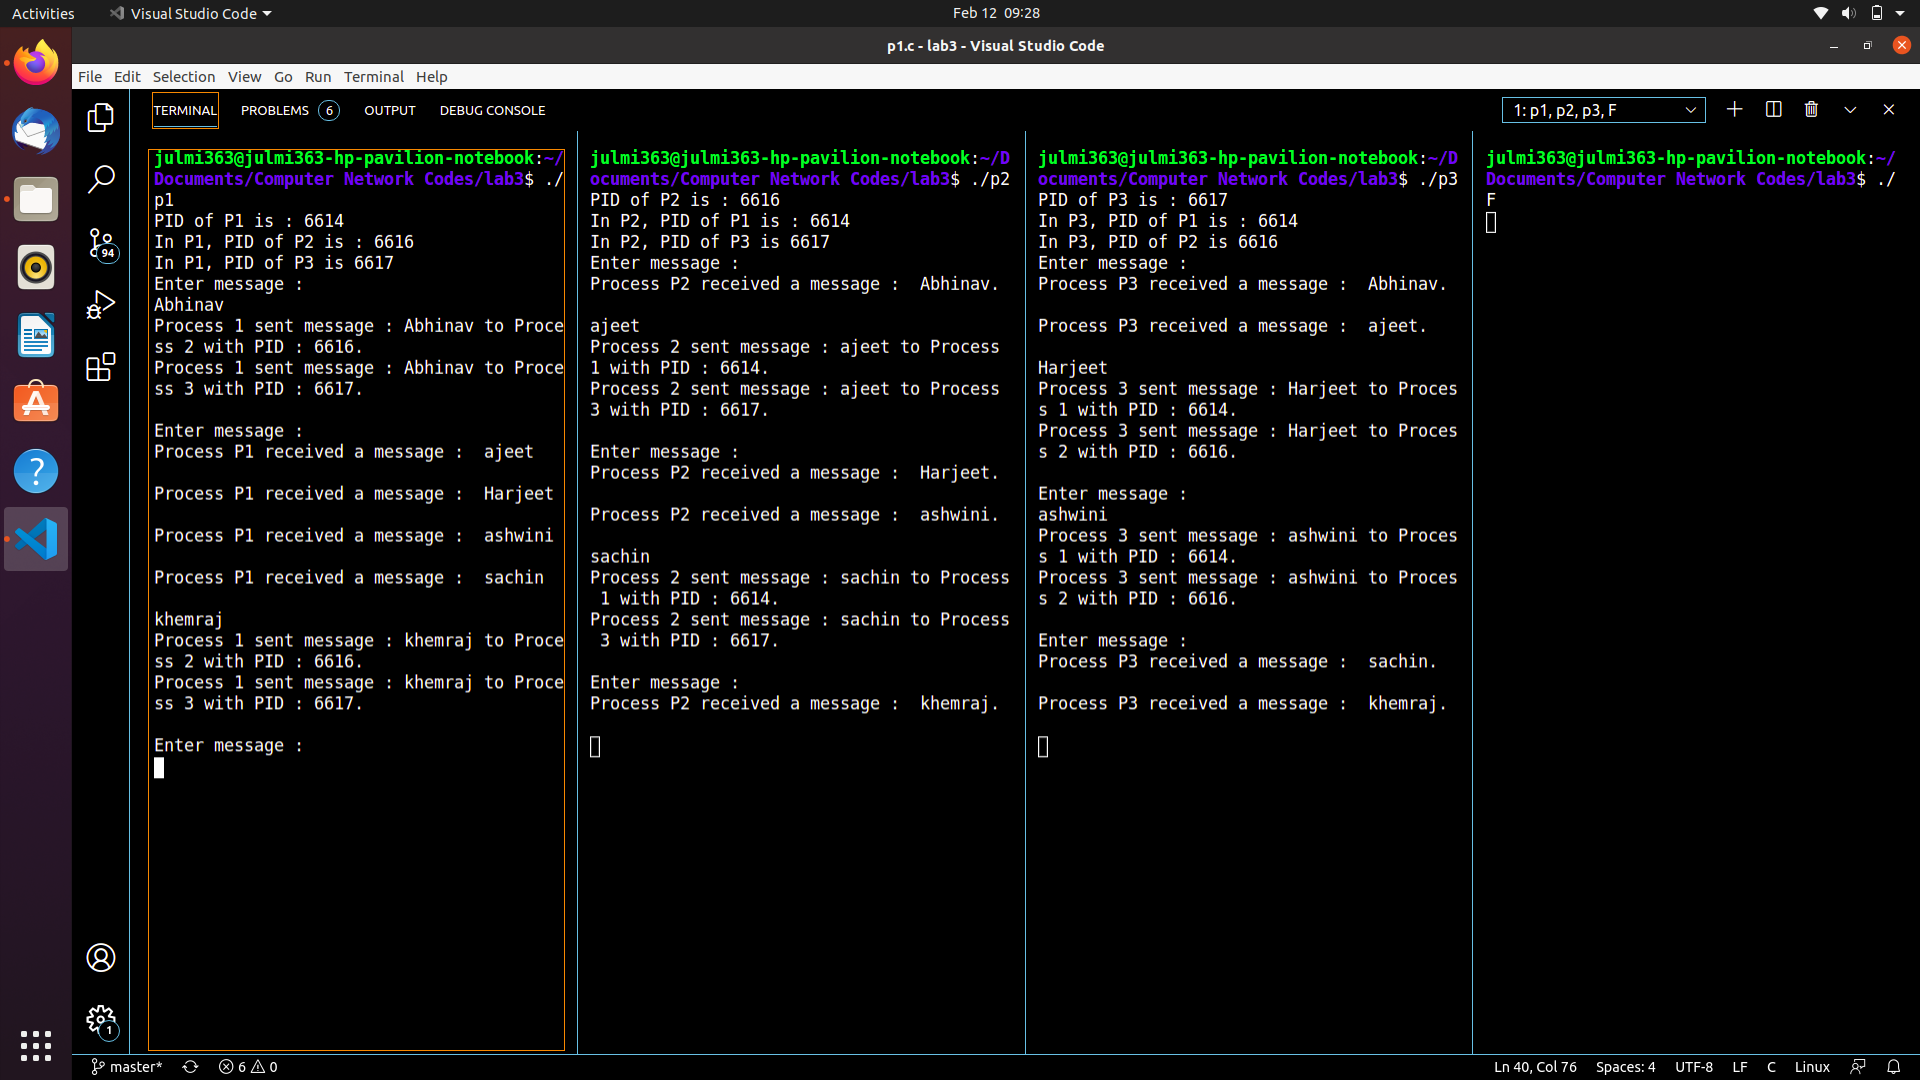 Activities
Visual Studio Code
Feb 12 09:28
p1.c - lab3 - Visual Studio Code
File Edit Selection View Go Run Terminal Help
TERMINAL PROBLEMS 6 OUTPUT DEBUG CONSOLE
1: p1, p2, p3, F
94
1
julmi363@julmi363-hp-pavilion-notebook:~/
Documents/Computer Network Codes/lab3$ ./
p1
PID of P1 is : 6614
In P1, PID of P2 is : 6616
In P1, PID of P3 is 6617
Enter message :
Abhinav
Process 1 sent message : Abhinav to Proce
ss 2 with PID : 6616.
Process 1 sent message : Abhinav to Proce
ss 3 with PID : 6617.
Enter message :
Process P1 received a message :  ajeet
Process P1 received a message :  Harjeet
Process P1 received a message :  ashwini
Process P1 received a message :  sachin
khemraj
Process 1 sent message : khemraj to Proce
ss 2 with PID : 6616.
Process 1 sent message : khemraj to Proce
ss 3 with PID : 6617.
Enter message :
julmi363@julmi363-hp-pavilion-notebook:~/D
ocuments/Computer Network Codes/lab3$ ./p2
PID of P2 is : 6616
In P2, PID of P1 is : 6614
In P2, PID of P3 is 6617
Enter message :
Process P2 received a message :  Abhinav.
ajeet
Process 2 sent message : ajeet to Process
1 with PID : 6614.
Process 2 sent message : ajeet to Process
3 with PID : 6617.
Enter message :
Process P2 received a message :  Harjeet.
Process P2 received a message :  ashwini.
sachin
Process 2 sent message : sachin to Process
 1 with PID : 6614.
Process 2 sent message : sachin to Process
 3 with PID : 6617.
Enter message :
Process P2 received a message :  khemraj.
julmi363@julmi363-hp-pavilion-notebook:~/D
ocuments/Computer Network Codes/lab3$ ./p3
PID of P3 is : 6617
In P3, PID of P1 is : 6614
In P3, PID of P2 is 6616
Enter message :
Process P3 received a message :  Abhinav.
Process P3 received a message :  ajeet.
Harjeet
Process 3 sent message : Harjeet to Proces
s 1 with PID : 6614.
Process 3 sent message : Harjeet to Proces
s 2 with PID : 6616.
Enter message :
ashwini
Process 3 sent message : ashwini to Proces
s 1 with PID : 6614.
Process 3 sent message : ashwini to Proces
s 2 with PID : 6616.
Enter message :
Process P3 received a message :  sachin.
Process P3 received a message :  khemraj.
julmi363@julmi363-hp-pavilion-notebook:~/
Documents/Computer Network Codes/lab3$ ./
F
master* 6 0
Ln 40, Col 76 Spaces: 4 UTF-8 LF C Linux